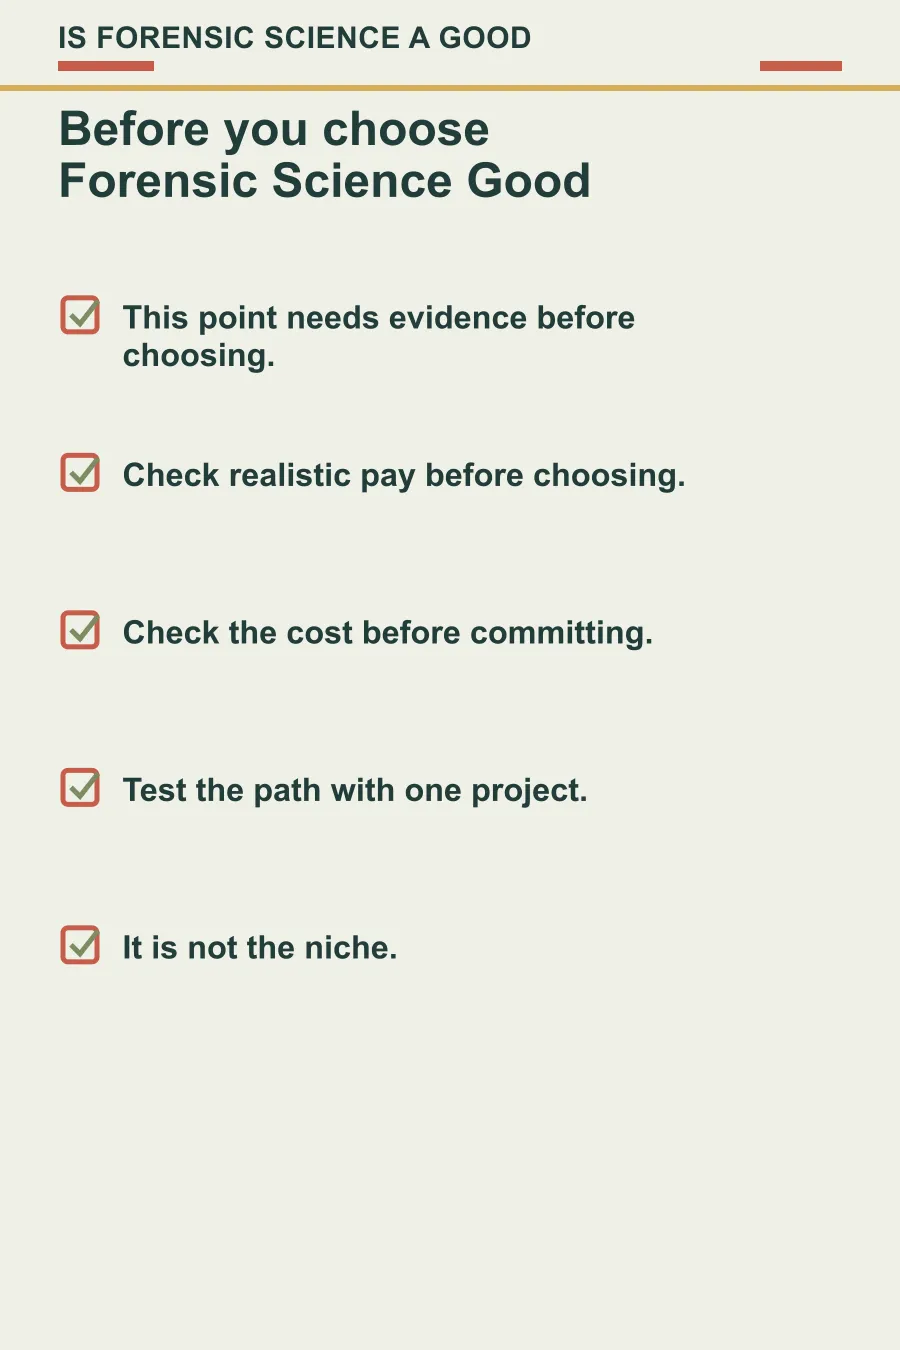 IS FORENSIC SCIENCE A GOOD
Before you choose
Forensic Science Good
This point needs evidence before
choosing.
Check realistic pay before choosing.
Check the cost before committing.
Test the path with one project.
It is not the niche.